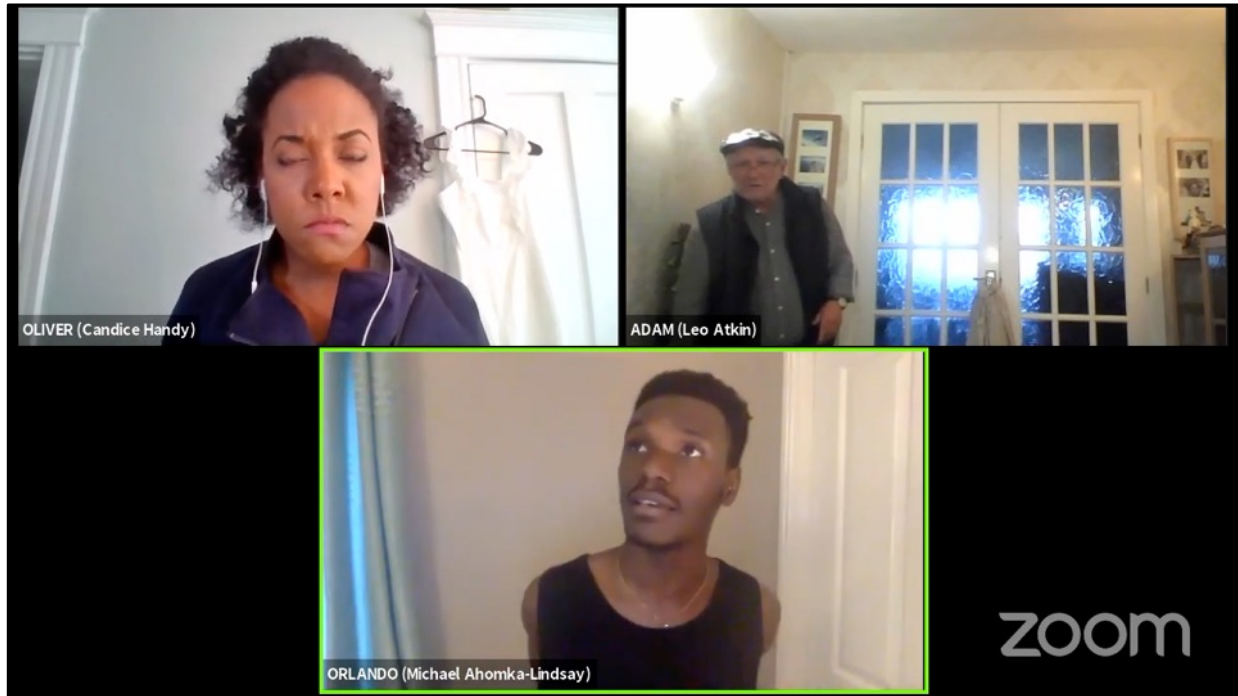 OLIVER (Candice Handy)
ADAM (Leo Atkin)
ORLANDO (Michael Ahomka-Lindsay)
zoom